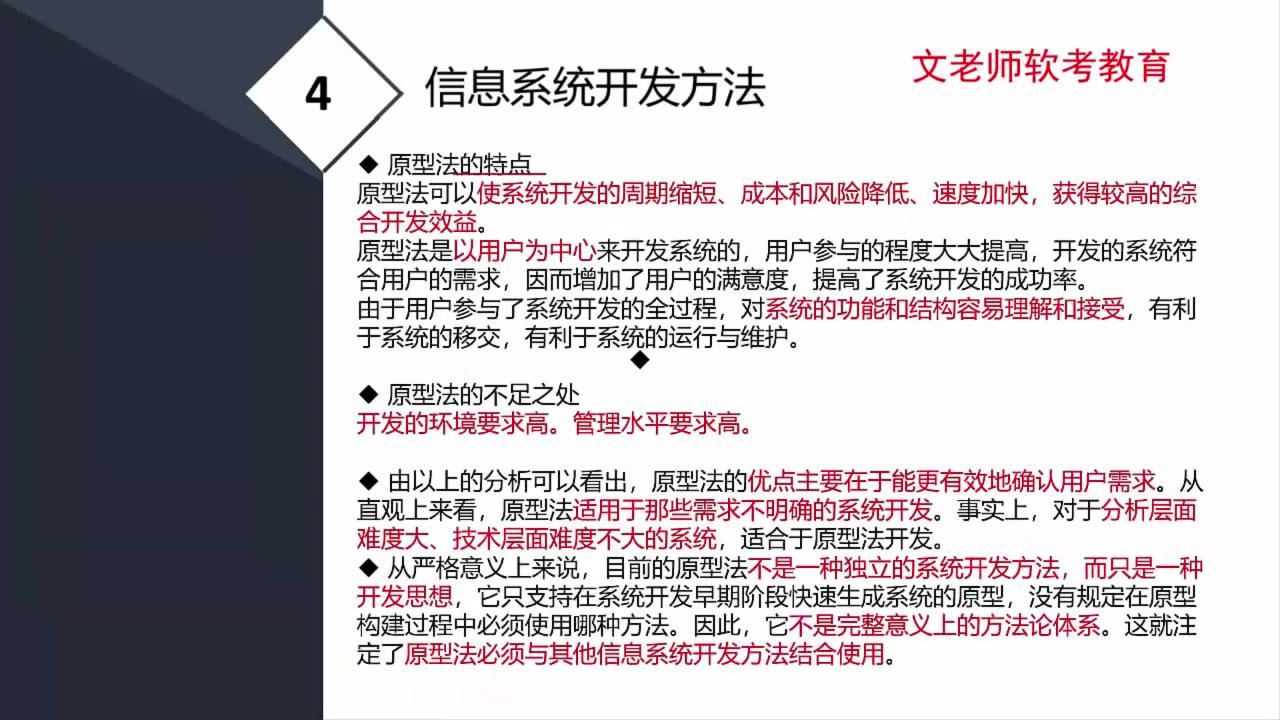 4
信息系统开发方法
文老师软考教育
◆ 原型法的特点
原型法可以使系统开发的周期缩短、成本和风险降低、速度加快，获得较高的综
合开发效益。
原型法是以用户为中心来开发系统的，用户参与的程度大大提高，开发的系统符
合用户的需求，因而增加了用户的满意度，提高了系统开发的成功率。
由于用户参与了系统开发的全过程，对系统的功能和结构容易理解和接受，有利
于系统的移交，有利于系统的运行与维护。
◆
◆ 原型法的不足之处
开发的环境要求高。管理水平要求高。
◆ 由以上的分析可以看出，原型法的优点主要在于能更有效地确认用户需求。从
直观上来看，原型法适用于那些需求不明确的系统开发。事实上，对于分析层面
难度大、技术层面难度不大的系统，适合于原型法开发。
◆ 从严格意义上来说，目前的原型法不是一种独立的系统开发方法，而只是一种
开发思想，它只支持在系统开发早期阶段快速生成系统的原型，没有规定在原型
构建过程中必须使用哪种方法。因此，它不是完整意义上的方法论体系。这就注
定了原型法必须与其他信息系统开发方法结合使用。